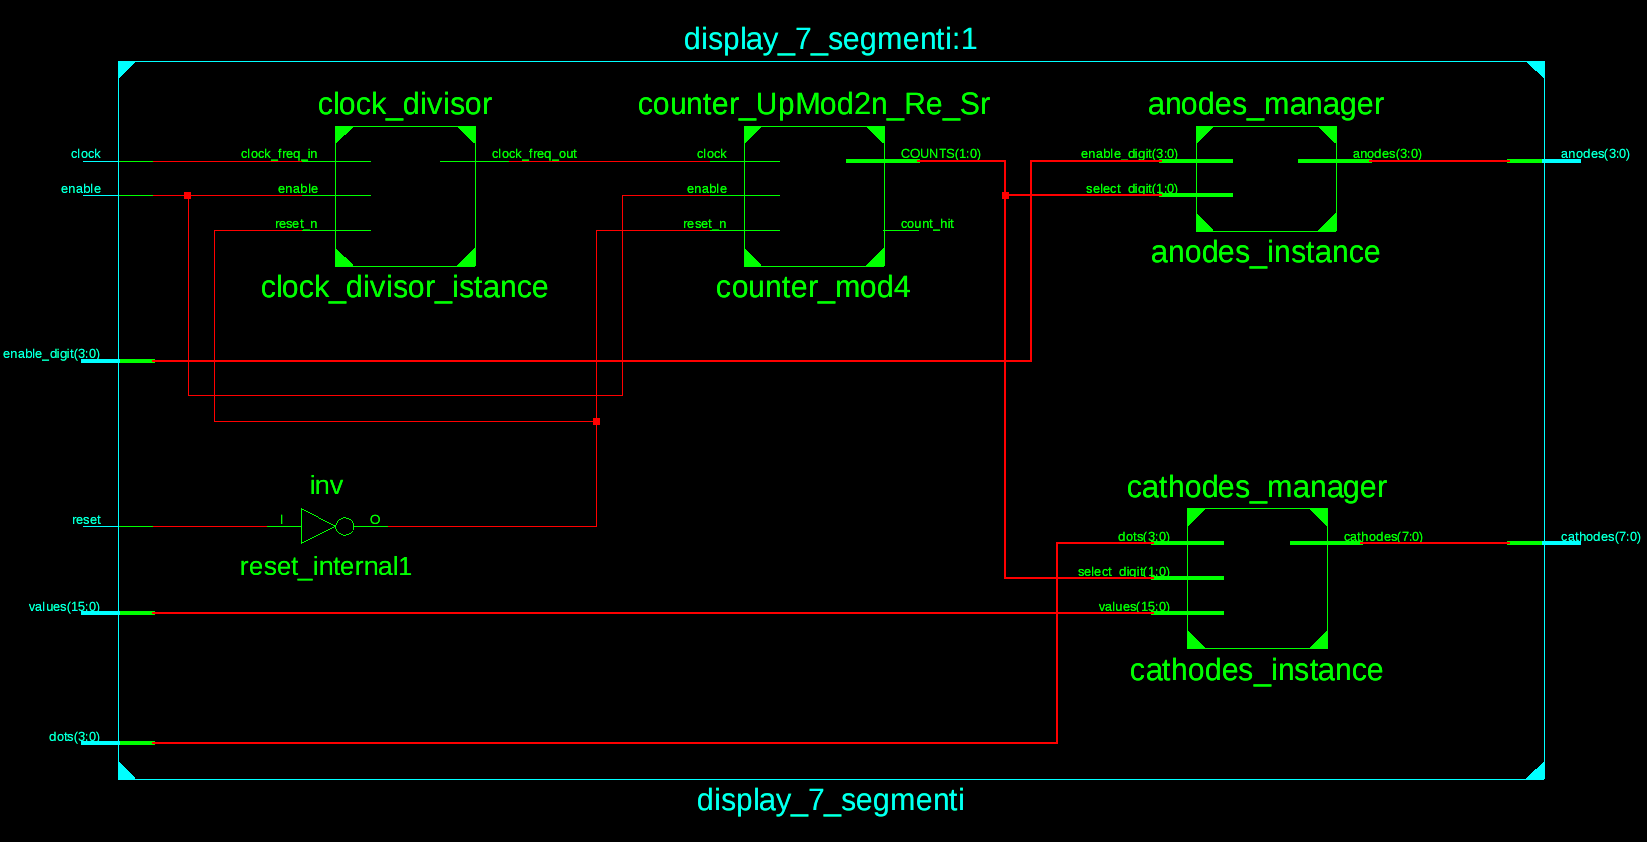 display_7_segmenti:1
clock_divisor
counter_UpMod2n_Re_Sr
anodes_manager
clock
clock_freq_in
clock_freq_out
clock
COUNTS(1:0)
enable_digit(3:0)
anodes(3:0)
anodes(3:0)
enable
enable
enable
select_digit(1:0)
reset_n
reset_n
count_hit
anodes_instance
clock_divisor_istance
counter_mod4
enable_digit(3:0)
inv
cathodes_manager
reset
I
O
dots(3:0)
cathodes(7:0)
cathodes(7:0)
reset_internal1
select_digit(1:0)
values(15:0)
values(15:0)
cathodes_instance
dots(3:0)
display_7_segmenti